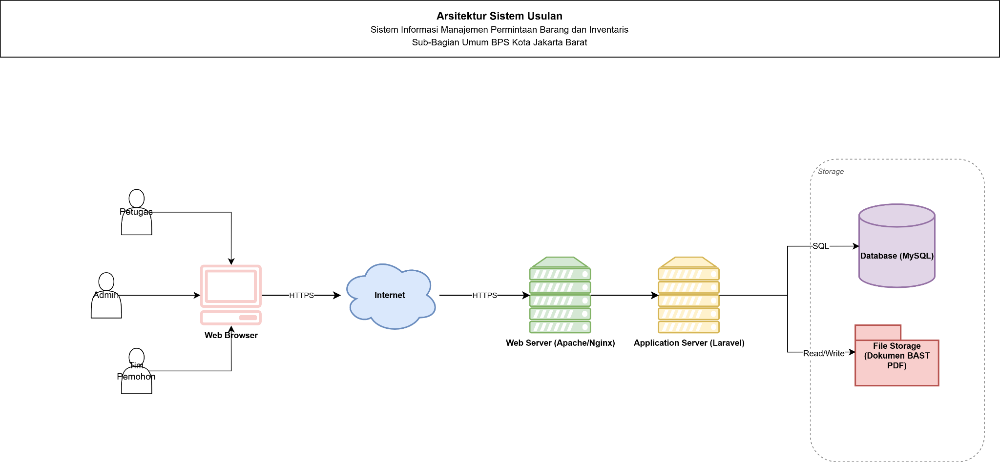 Arsitektur Sistem Usulan
Sistem Informasi Manajemen Permintaan Barang dan Inventaris
Sub-Bagian Umum BPS Kota Jakarta Barat
Storage
Petugas
Admin
Tim
Pemohon
Web Browser
HTTPS
Internet
HTTPS
Web Server (Apache/Nginx)
Application Server (Laravel)
SQL
Database (MySQL)
Read/Write
File Storage
(Dokumen BAST
PDF)